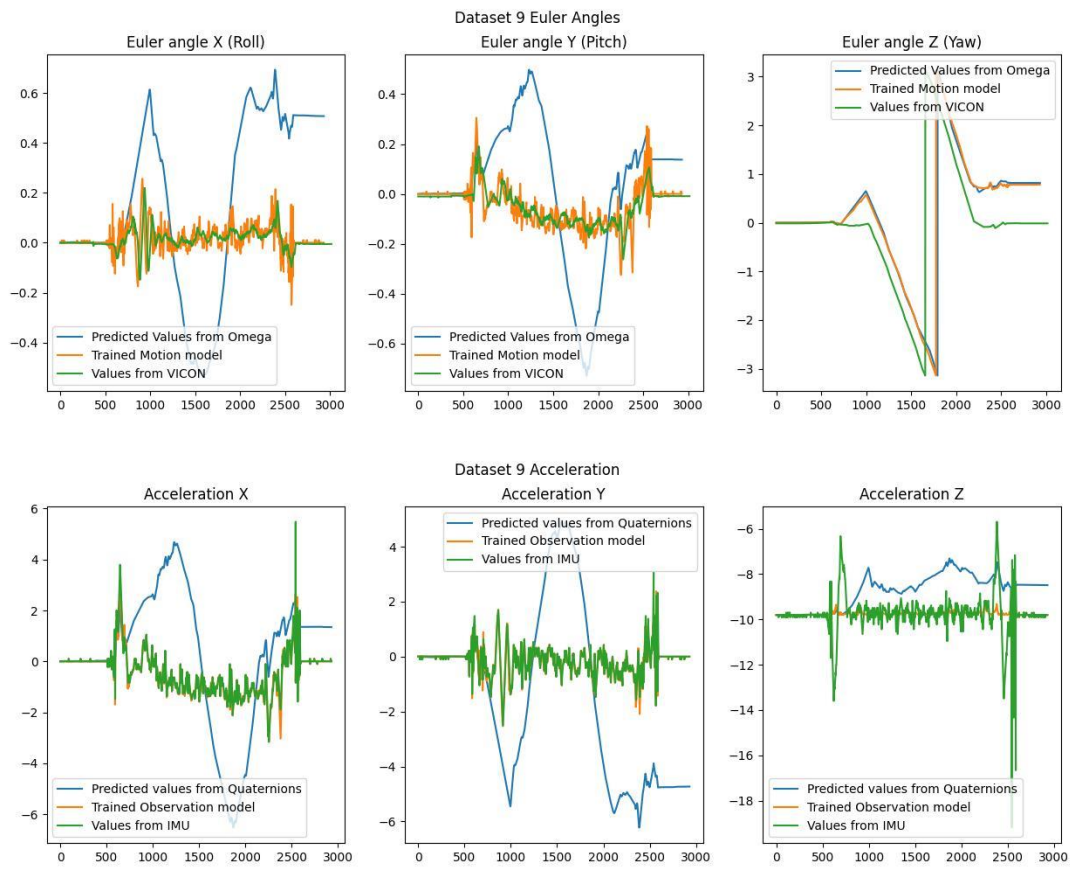 Dataset 9 Euler Angles
Euler angle X (Roll)
0.6
0.4
0.2
0.0
−0.2
−0.4
Predicted Values from Omega
Trained Motion model
Values from VICON
0 500 1000 1500 2000 2500 3000
Euler angle Y (Pitch)
0.4
0.2
0.0
−0.2
−0.4
−0.6
Predicted Values from Omega
Trained Motion model
Values from VICON
0 500 1000 1500 2000 2500 3000
Euler angle Z (Yaw)
Predicted Values from Omega
Trained Motion model
Values from VICON
3
2
1
0
−1
−2
−3
0 500 1000 1500 2000 2500 3000
Dataset 9 Acceleration
Acceleration X
6
4
2
0
−2
−4
−6
Predicted values from Quaternions
Trained Observation model
Values from IMU
0 500 1000 1500 2000 2500 3000
Acceleration Y
Predicted values from Quaternions
Trained Observation model
Values from IMU
4
2
0
−2
−4
−6
0 500 1000 1500 2000 2500 3000
Acceleration Z
−6
−8
−10
−12
−14
−16
−18
Predicted values from Quaternions
Trained Observation model
Values from IMU
0 500 1000 1500 2000 2500 3000